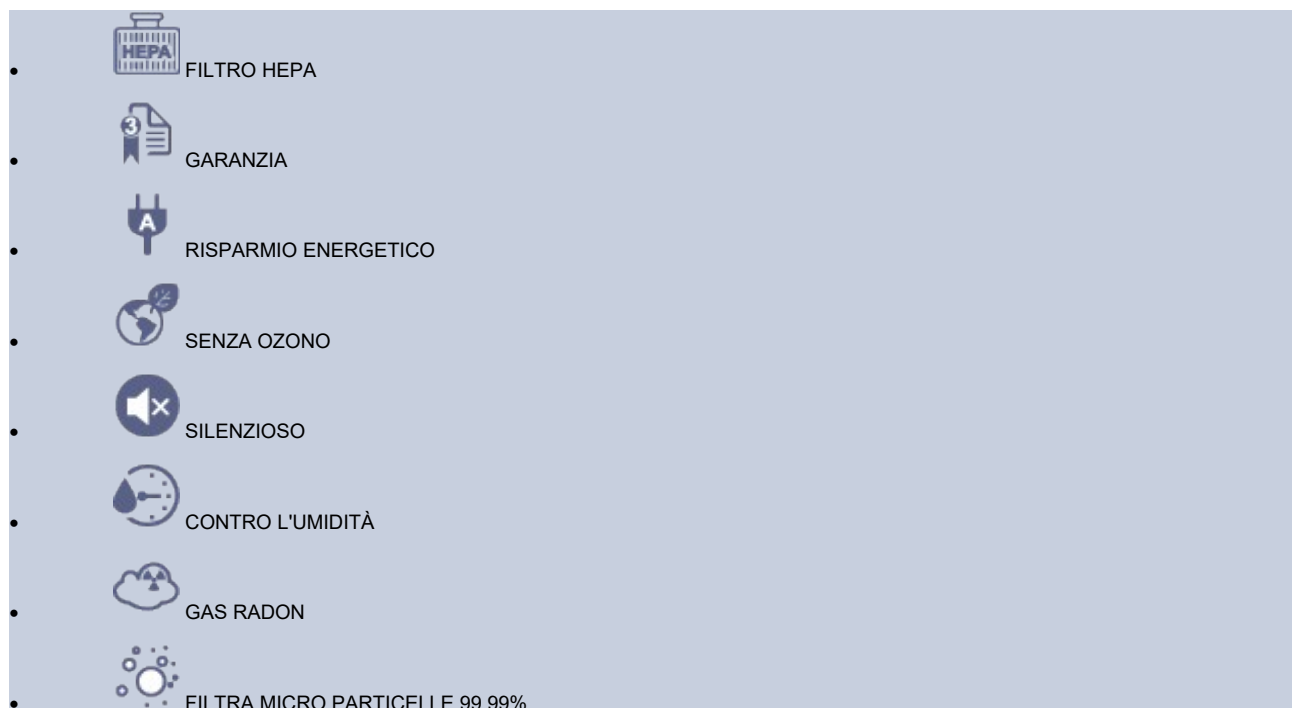 HEPA
FILTRO HEPA
3
GARANZIA
A
RISPARMIO ENERGETICO
SENZA OZONO
SILENZIOSO
CONTRO L'UMIDITÀ
GAS RADON
FILTRA MICRO PARTICELLE 99,99%